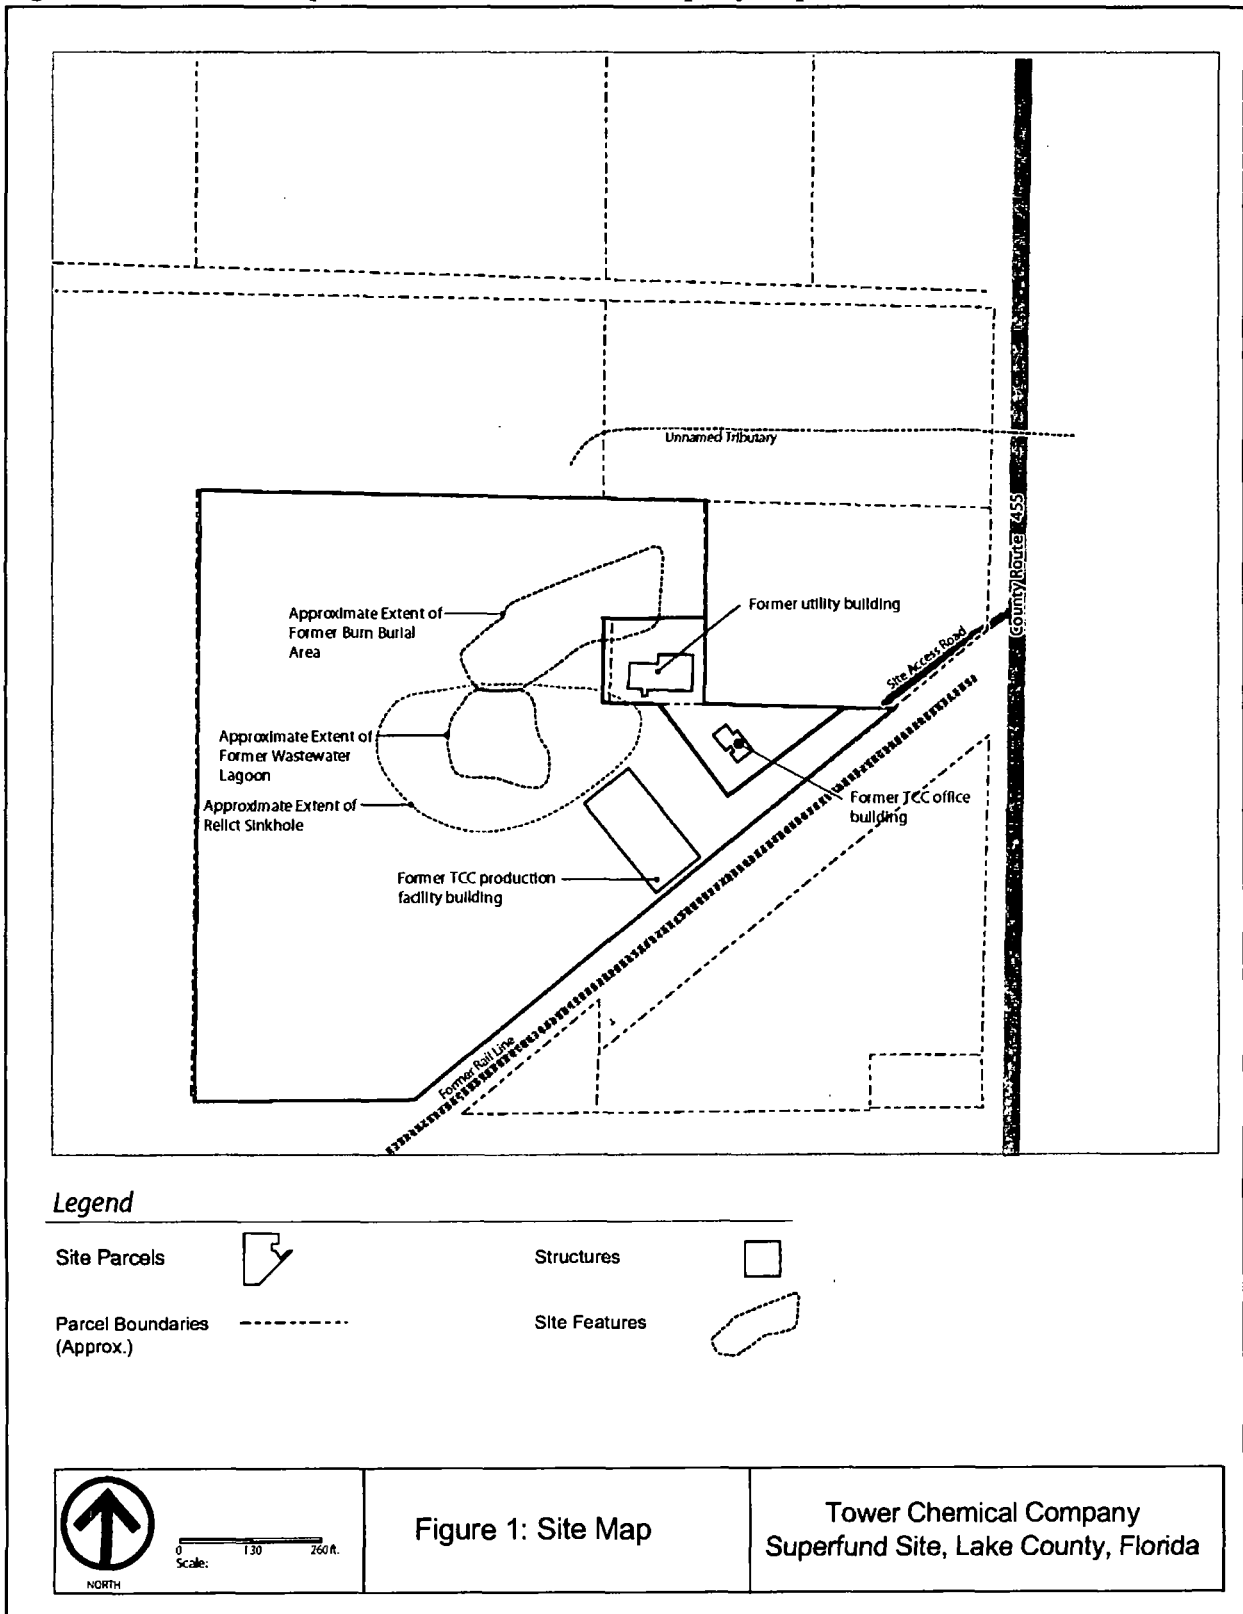 Unnamed Tributary
County Route 455
Approximate Extent of
Former Burn Burial
Area
Former utility building
Site Access Road
Approximate Extent of
Former Wastewater
Lagoon
Approximate Extent of
Relict Sinkhole
Former TCC office
building
Former TCC production
facility building
Former Rail Line
Legend
Site Parcels
Structures
Parcel Boundaries
(Approx.)
Site Features
NORTH
0 130 260 ft.
Scale:
Figure 1: Site Map
Tower Chemical Company
Superfund Site, Lake County, Florida